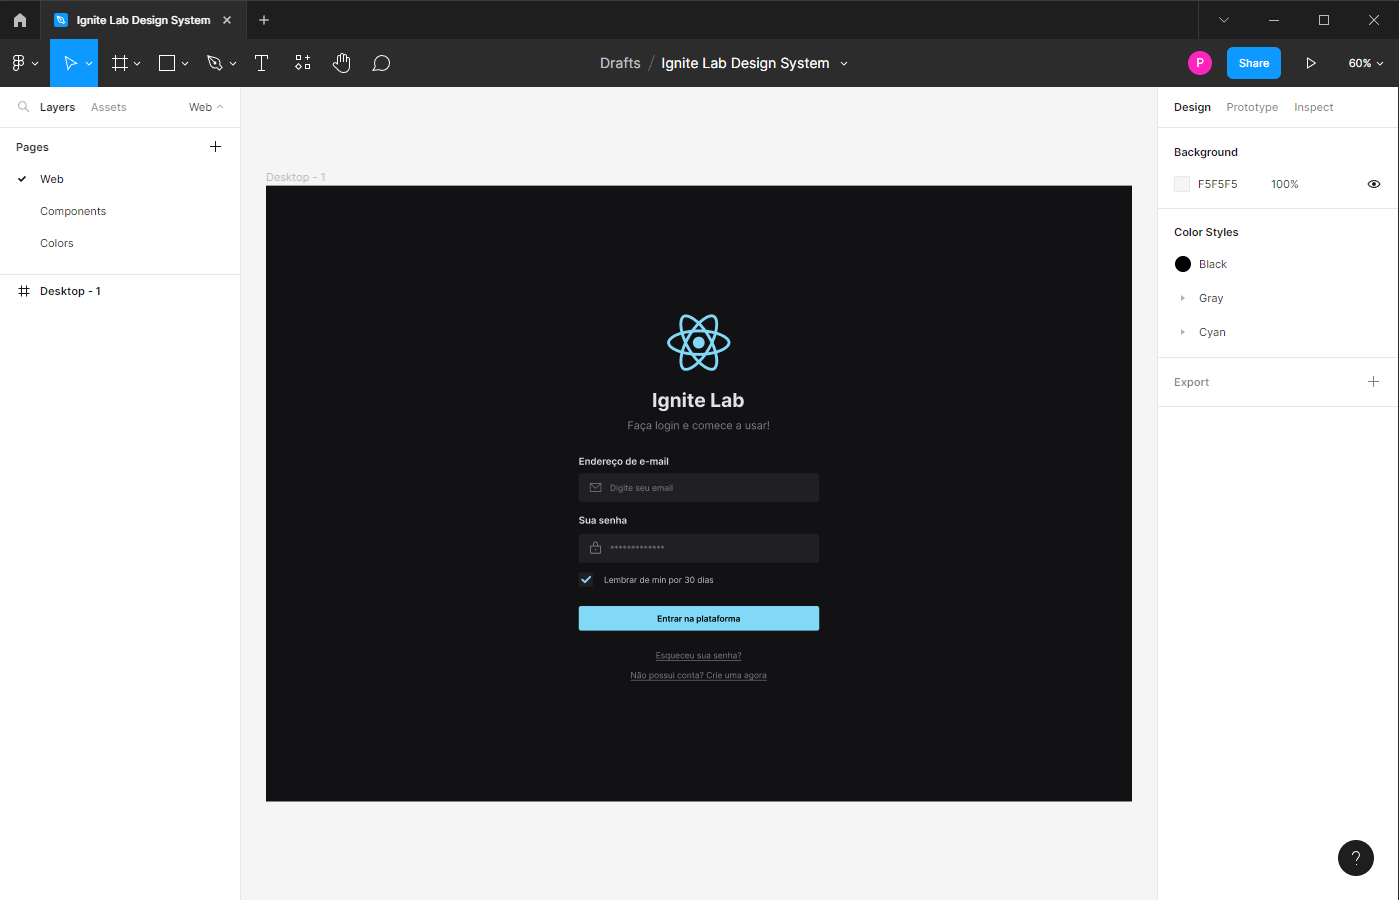 Ignite Lab Design System
Drafts / Ignite Lab Design System
P
Share
60%
Layers
Assets
Web
Pages
Web
Components
Colors
Desktop - 1
Desktop - 1
Ignite Lab
Faça login e comece a usar!
Endereço de e-mail
Digite seu email
Sua senha
*************
Lembrar de min por 30 dias
Entrar na plataforma
Esqueceu sua senha?
Não possui conta? Crie uma agora
Design
Prototype
Inspect
Background
F5F5F5
100%
Color Styles
Black
Gray
Cyan
Export
?